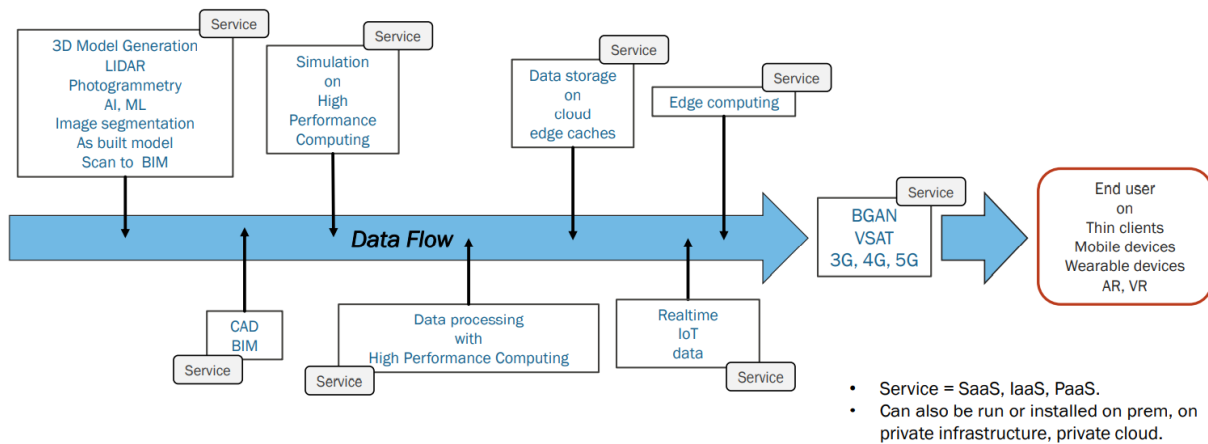 Service
3D Model Generation
LIDAR
Photogrammetry
AI, ML
Image segmentation
As built model
Scan to BIM
Service
Simulation
on
High
Performance
Computing
Service
Data storage
on
cloud
edge caches
Service
Edge computing
Data Flow
Service
BGAN
VSAT
3G, 4G, 5G
End user
on
Thin clients
Mobile devices
Wearable devices
AR, VR
CAD
BIM
Service
Data processing
with
High Performance Computing
Service
Realtime
IoT
data
Service
• Service = SaaS, IaaS, PaaS.
• Can also be run or installed on prem, on
private infrastructure, private cloud.